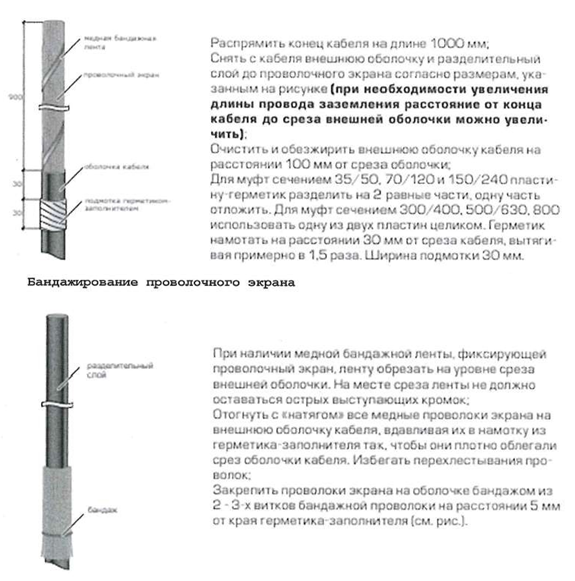 медная бандажная
лента
проволочный экран
900
оболочка кабеля
30
подмотка герметиком-
заполнителем
30
Распрямить конец кабеля на длине 1000 мм;
Снять с кабеля внешнюю оболочку и разделительный
слой до проволочного экрана согласно размерам, ука-
занным на рисунке (при необходимости увеличения
длины провода заземления расстояние от конца
кабеля до среза внешней оболочки можно увели-
чить);
Очистить и обезжирить внешнюю оболочку кабеля на
расстоянии 100 мм от среза оболочки;
Для муфт сечением 35/50, 70/120 и 150/240 пласти-
ну-герметик разделить на 2 равные части, одну часть
отложить. Для муфт сечением 300/400, 500/630, 800
использовать одну из двух пластин целиком. Герметик
намотать на расстоянии 30 мм от среза кабеля, вытяги-
вая примерно в 1,5 раза. Ширина подмотки 30 мм.
Бандажирование проволочного экрана
разделительный
слой
бандаж
При наличии медной бандажной ленты, фиксирующей
проволочный экран, ленту обрезать на уровне среза
внешней оболочки. На месте среза ленты не должно
оставаться острых выступающих кромок;
Отогнуть с «натягом» все медные проволоки экрана на
внешнюю оболочку кабеля, вдавливая их в намотку из
герметика-заполнителя так, чтобы они плотно облегали
срез оболочки кабеля. Избегать перехлестывания про-
волок;
Закрепить проволоки экрана на оболочке бандажом из
2 - 3-х витков бандажной проволоки на расстоянии 5 мм
от края герметика-заполнителя (см. рис.).